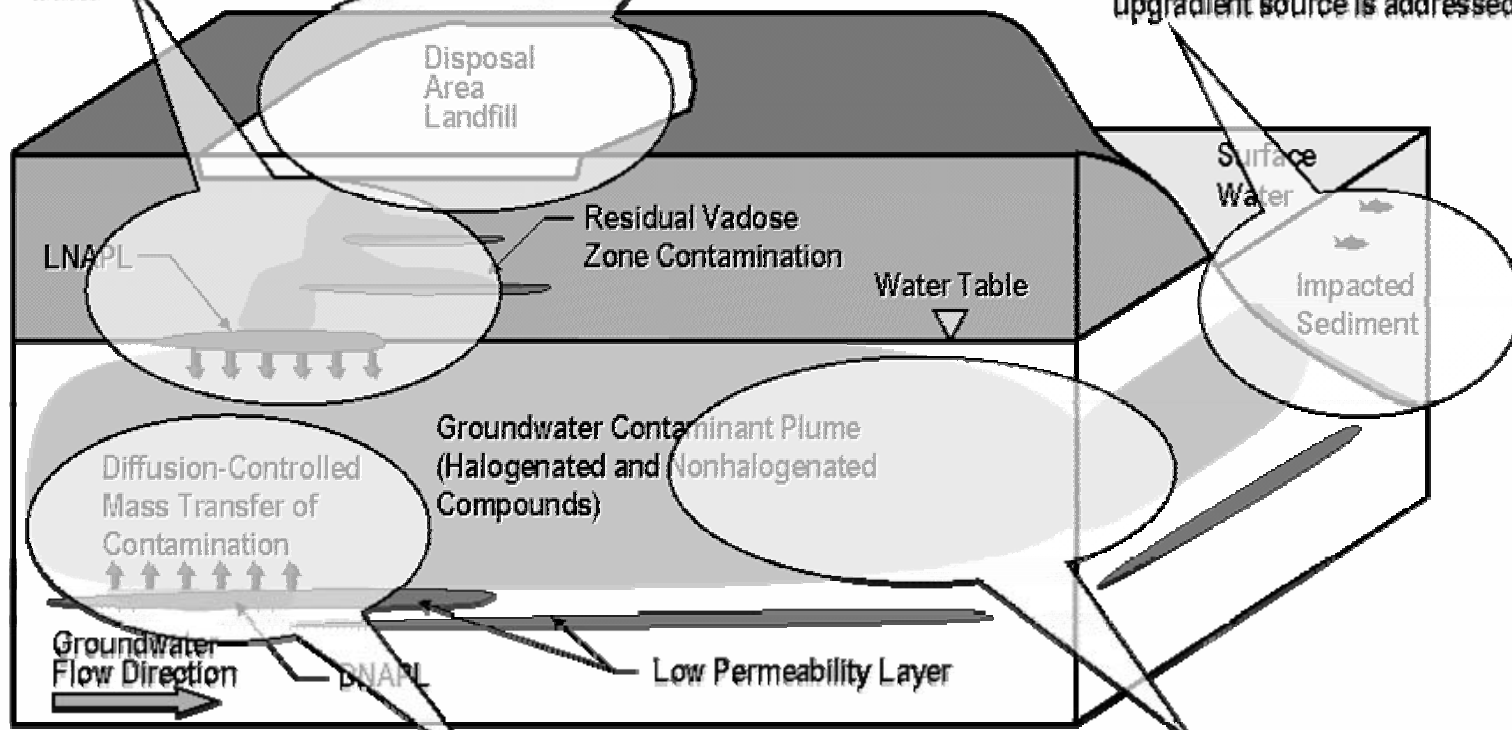 upgradient source is addressed
Disposal
Area
Landfill
Surface
Water
Residual Vadose
Zone Contamination
LNAPL
Water Table
Impacted
Sediment
Groundwater Contaminant Plume
(Halogenated and Nonhalogenated
Compounds)
Diffusion-Controlled
Mass Transfer of
Contamination
Groundwater
Flow Direction
DNAPL
Low Permeability Layer